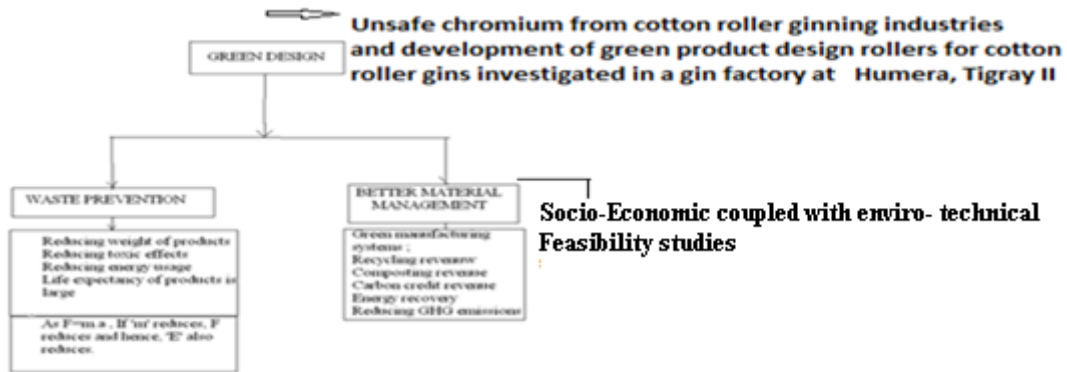 Unsafe chromium from cotton roller ginning industries
and development of green product design rollers for cotton
roller gins investigated in a gin factory at Humera, Tigray II
GREEN DESIGN
WASTE PREVENTION
Reducing weight of products
Reducing toxic effects
Reducing energy usage
Life expectancy of products is
large
As F=m.a , If 'm' reduces, F
reduces and hence, 'E' also
reduces.
BETTER MATERIAL
MANAGEMENT
Green manufacturing
systems ;
Recycling
Composting revenue
Carbon credit revenue
Energy recovery
Reducing GHG emissions
Socio-Economic coupled with enviro- technical
Feasibility studies